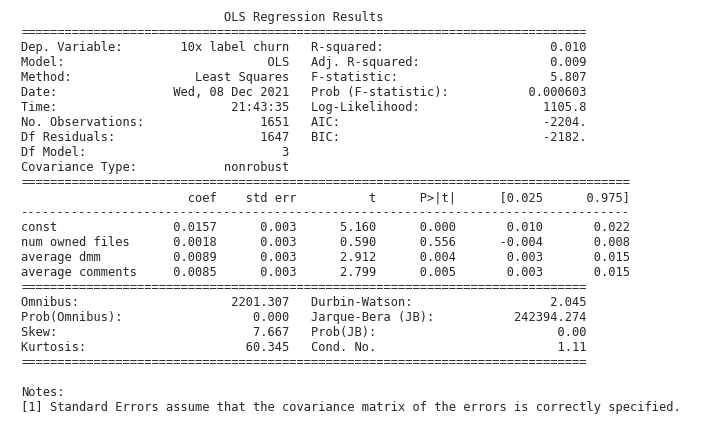 OLS Regression Results
==============================================================================
Dep. Variable: 10x label churn R-squared: 0.010
Model: OLS Adj. R-squared: 0.009
Method: Least Squares F-statistic: 5.807
Date: Wed, 08 Dec 2021 Prob (F-statistic): 0.000603
Time: 21:43:35 Log-Likelihood: 1105.8
No. Observations: 1651 AIC: -2204.
Df Residuals: 1647 BIC: -2182.
Df Model: 3
Covariance Type: nonrobust
====================================================================================
coef std err t P>|t| [0.025 0.975]
------------------------------------------------------------------------------------
const 0.0157 0.003 5.160 0.000 0.010 0.022
num owned files 0.0018 0.003 0.590 0.556 -0.004 0.008
average dmm 0.0089 0.003 2.912 0.004 0.003 0.015
average comments 0.0085 0.003 2.799 0.005 0.003 0.015
==============================================================================
Omnibus: 2201.307 Durbin-Watson: 2.045
Prob(Omnibus): 0.000 Jarque-Bera (JB): 242394.274
Skew: 7.667 Prob(JB): 0.00
Kurtosis: 60.345 Cond. No. 1.11
==============================================================================
Notes:
[1] Standard Errors assume that the covariance matrix of the errors is correctly specified.